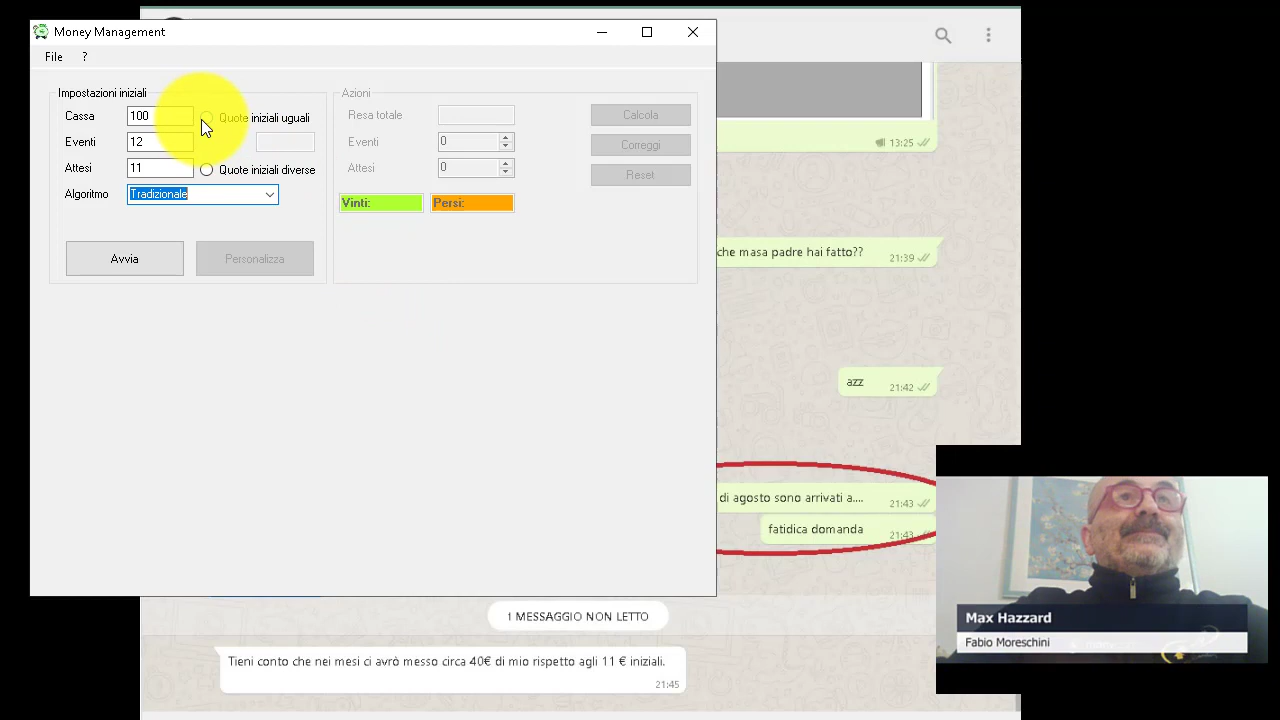 Money Management
File ?
Impostazioni iniziali
Cassa 100 Quote iniziali uguali
Eventi 12
Attesi 11 Quote iniziali diverse
Algoritmo Tradizionale
Avvia Personalizza
Azioni
Resa totale
Eventi 0
Attesi 0
Vinti: Persi:
Calcola
Correggi
Reset
13:25
che masa padre hai fatto??
21:39
azz
21:42
di agosto sono arrivati a....
21:43
fatidica domanda
21:43
1 MESSAGGIO NON LETTO
Tieni conto che nei mesi ci avrò messo circa 40€ di mio rispetto agli 11 € iniziali.
21:45
Max Hazzard
Fabio Moreschini